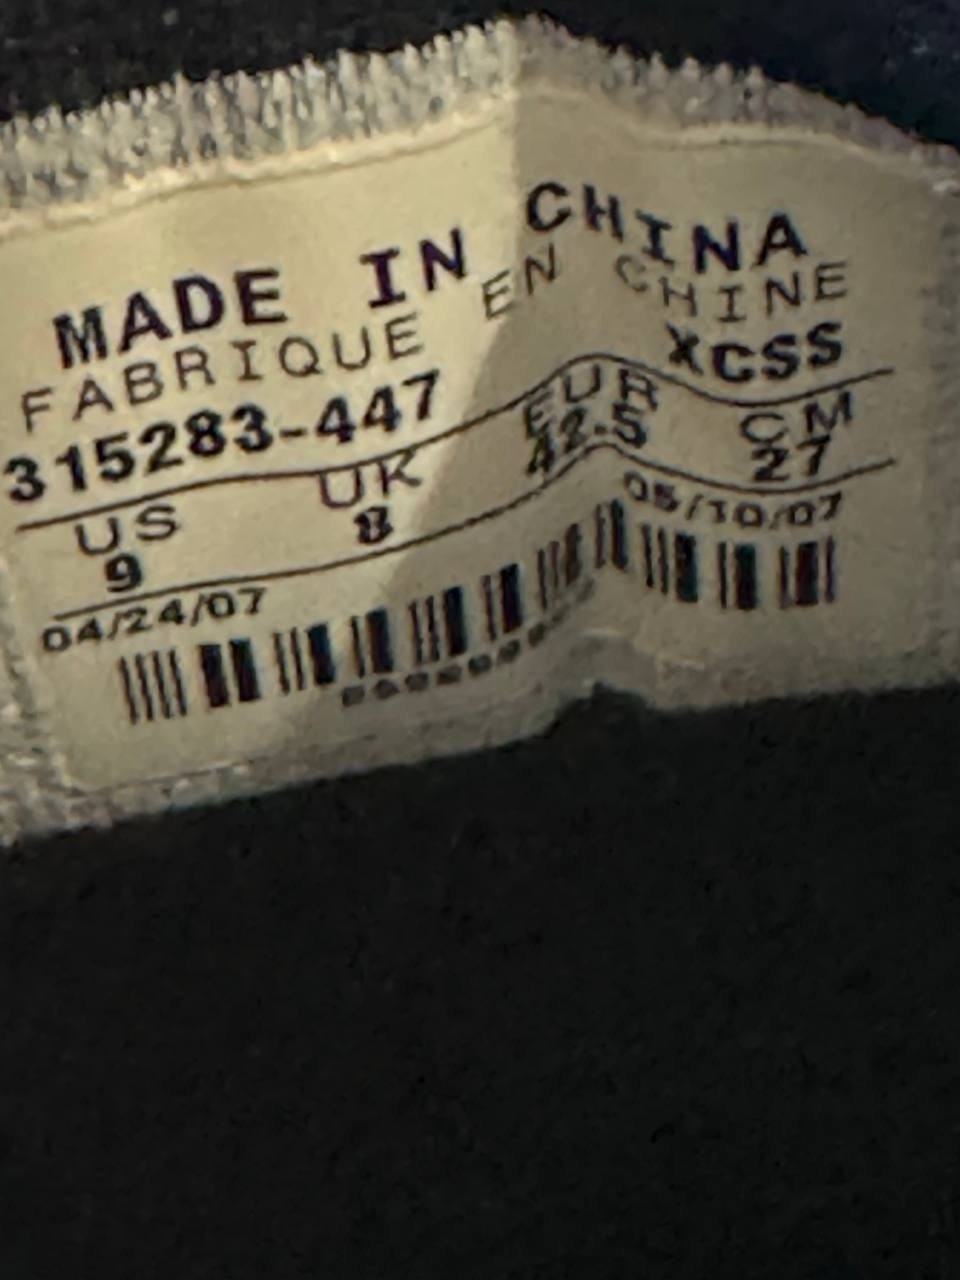 MADE IN CHINA
FABRIQUE EN CHINE
315283-447 XCSS
US UK EUR CM
9 8 42.5 27
04/24/07 05/10/07